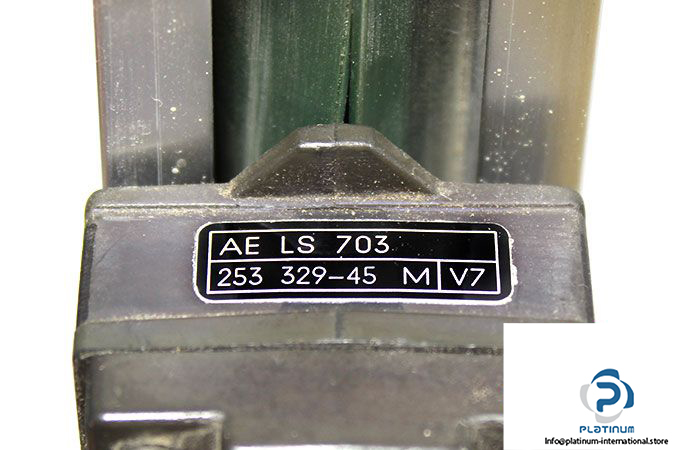 AE LS 703
253 329-45 M V7
PLATINUM
info@platinum-international.store